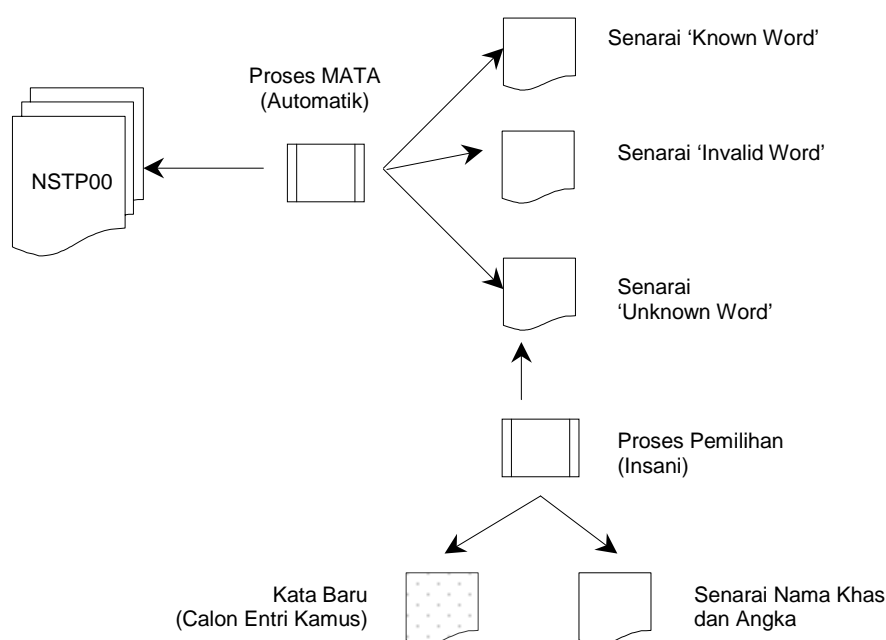 Senarai ‘Known Word’
Proses MATA
(Automatik)
Senarai ‘Invalid Word’
NSTP00
Senarai
‘Unknown Word’
Proses Pemilihan
(Insani)
Kata Baru
(Calon Entri Kamus)
Senarai Nama Khas
dan Angka